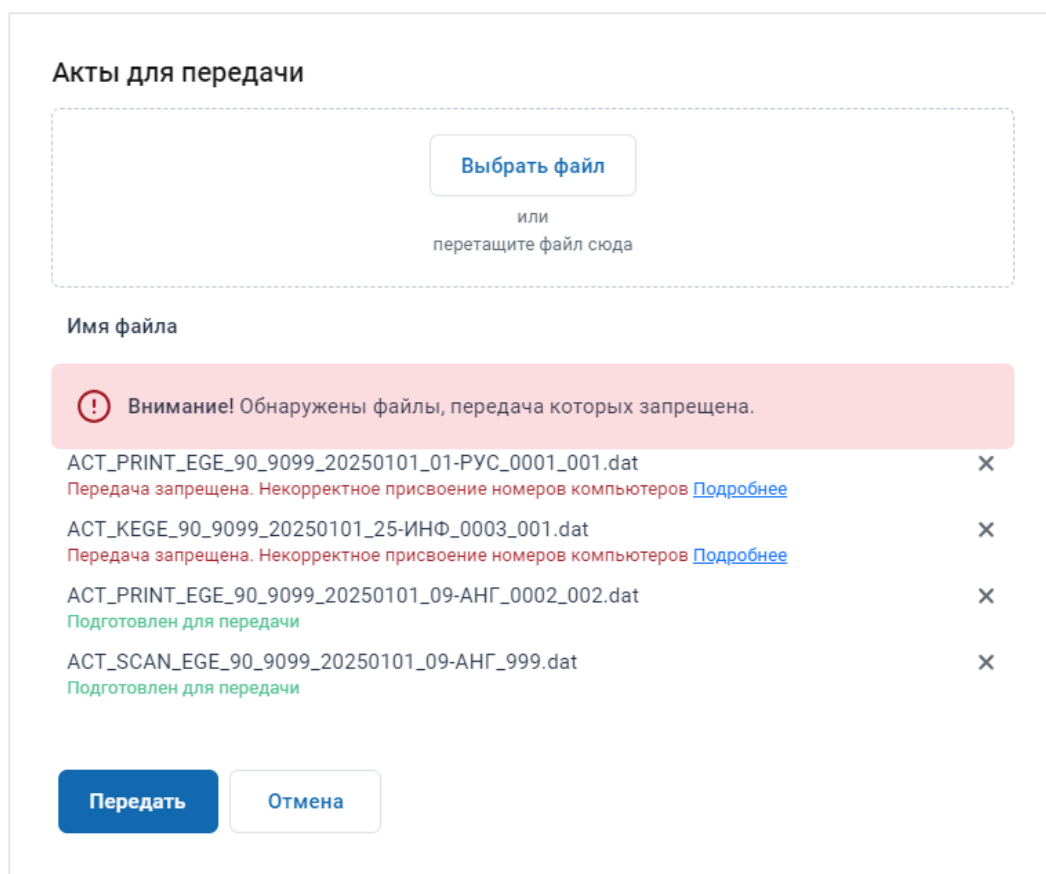 Акты для передачи
Выбрать файл
или
перетащите файл сюда
Имя файла
Внимание! Обнаружены файлы, передача которых запрещена.
ACT_PRINT_EGE_90_9099_20250101_01-РУС_0001_001.dat
Передача запрещена. Некорректное присвоение номеров компьютеров Подробнее
ACT_KEGE_90_9099_20250101_25-ИНФ_0003_001.dat
Передача запрещена. Некорректное присвоение номеров компьютеров Подробнее
ACT_PRINT_EGE_90_9099_20250101_09-АНГ_0002_002.dat
Подготовлен для передачи
ACT_SCAN_EGE_90_9099_20250101_09-АНГ_999.dat
Подготовлен для передачи
Передать Отмена